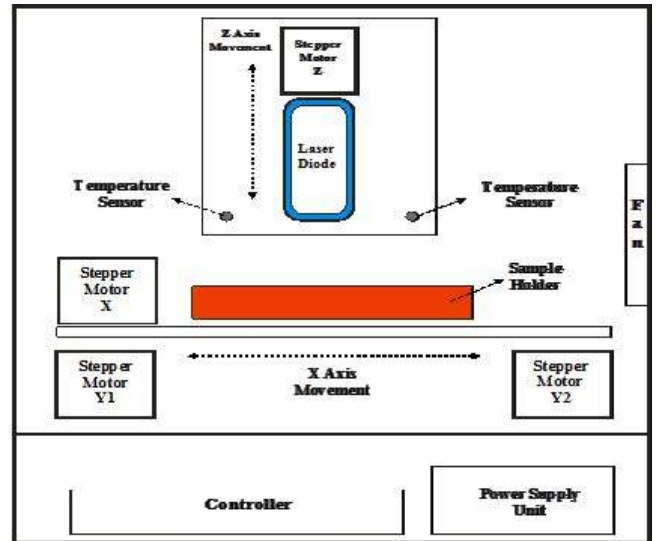 Z Axis
Movement
Stepper
Motor
Z
Laser
Diode
Temperature
Sensor
Temperature
Sensor
F
a
n
Stepper
Motor
X
Sample
Holder
Stepper
Motor
Y1
X Axis
Movement
Stepper
Motor
Y2
Controller
Power Supply
Unit